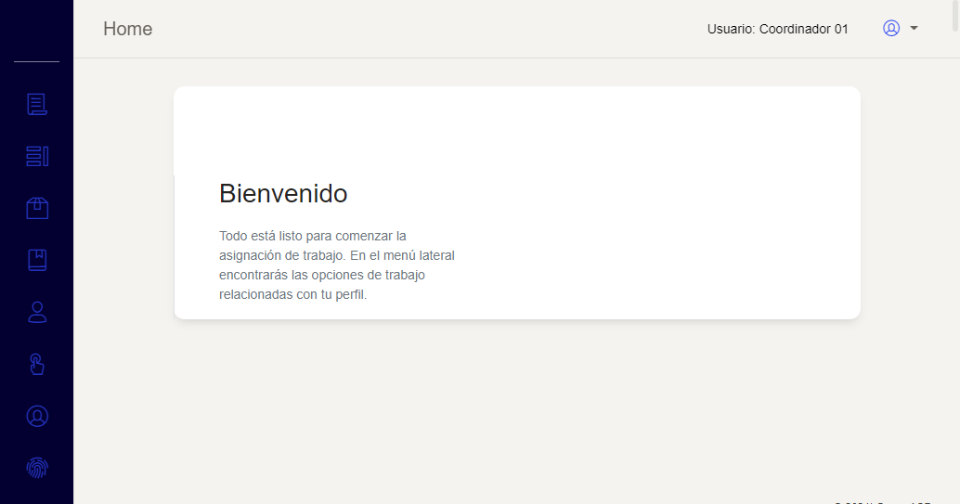 Home
Usuario: Coordinador 01
Bienvenido
Todo está listo para comenzar la
asignación de trabajo. En el menú lateral
encontrarás las opciones de trabajo
relacionadas con tu perfil.